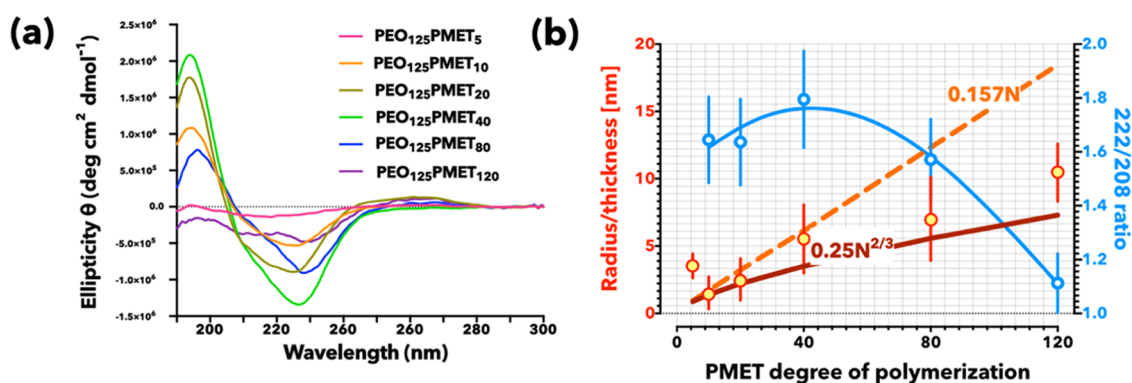 (a)
Ellipticity θ (deg cm² dmol⁻¹)
2.5×10⁶
2.0×10⁶
1.5×10⁶
1.0×10⁶
5.0×10⁵
0.0
-5.0×10⁵
-1.0×10⁶
-1.5×10⁶
PEO₁₂₅PMET₅
PEO₁₂₅PMET₁₀
PEO₁₂₅PMET₂₀
PEO₁₂₅PMET₄₀
PEO₁₂₅PMET₈₀
PEO₁₂₅PMET₁₂₀
200 220 260 260 280 300
Wavelength (nm)
(b)
Radius/thickness [nm]
20
15
10
5
0
0.157N
0.25N²/³
2.0
1.8
1.6
1.4
1.2
1.0
222/208 ratio
0 40 80 120
PMET degree of polymerization